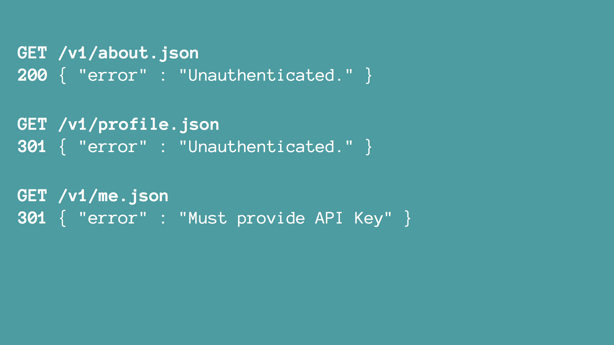 GET /v1/about.json
200 { "error" : "Unauthenticated." }
GET /v1/profile.json
301 { "error" : "Unauthenticated." }
GET /v1/me.json
301 { "error" : "Must provide API Key" }